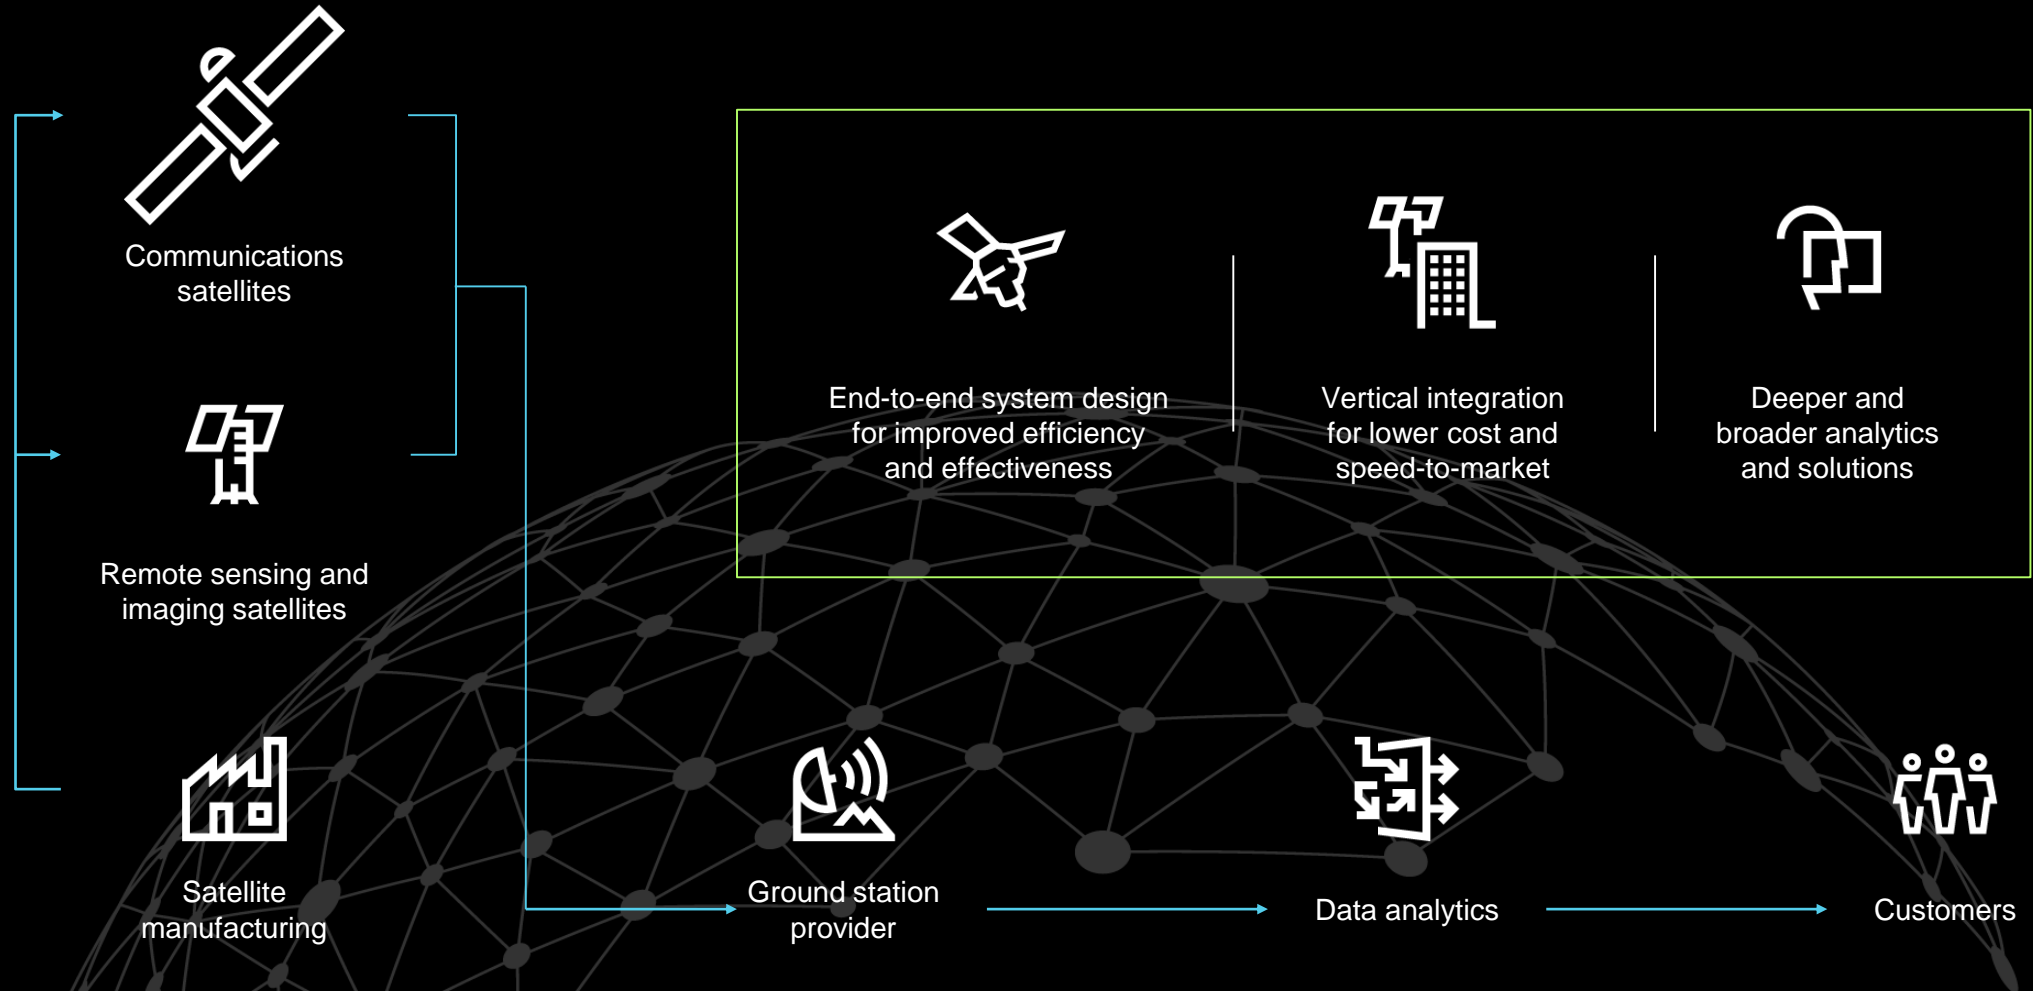 Communications
satellites
Remote sensing and
imaging satellites
Satellite
manufacturing
End-to-end system design
for improved efficiency
and effectiveness
Vertical integration
for lower cost and
speed-to-market
Deeper and
broader analytics
and solutions
Ground station
provider
Data analytics
Customers